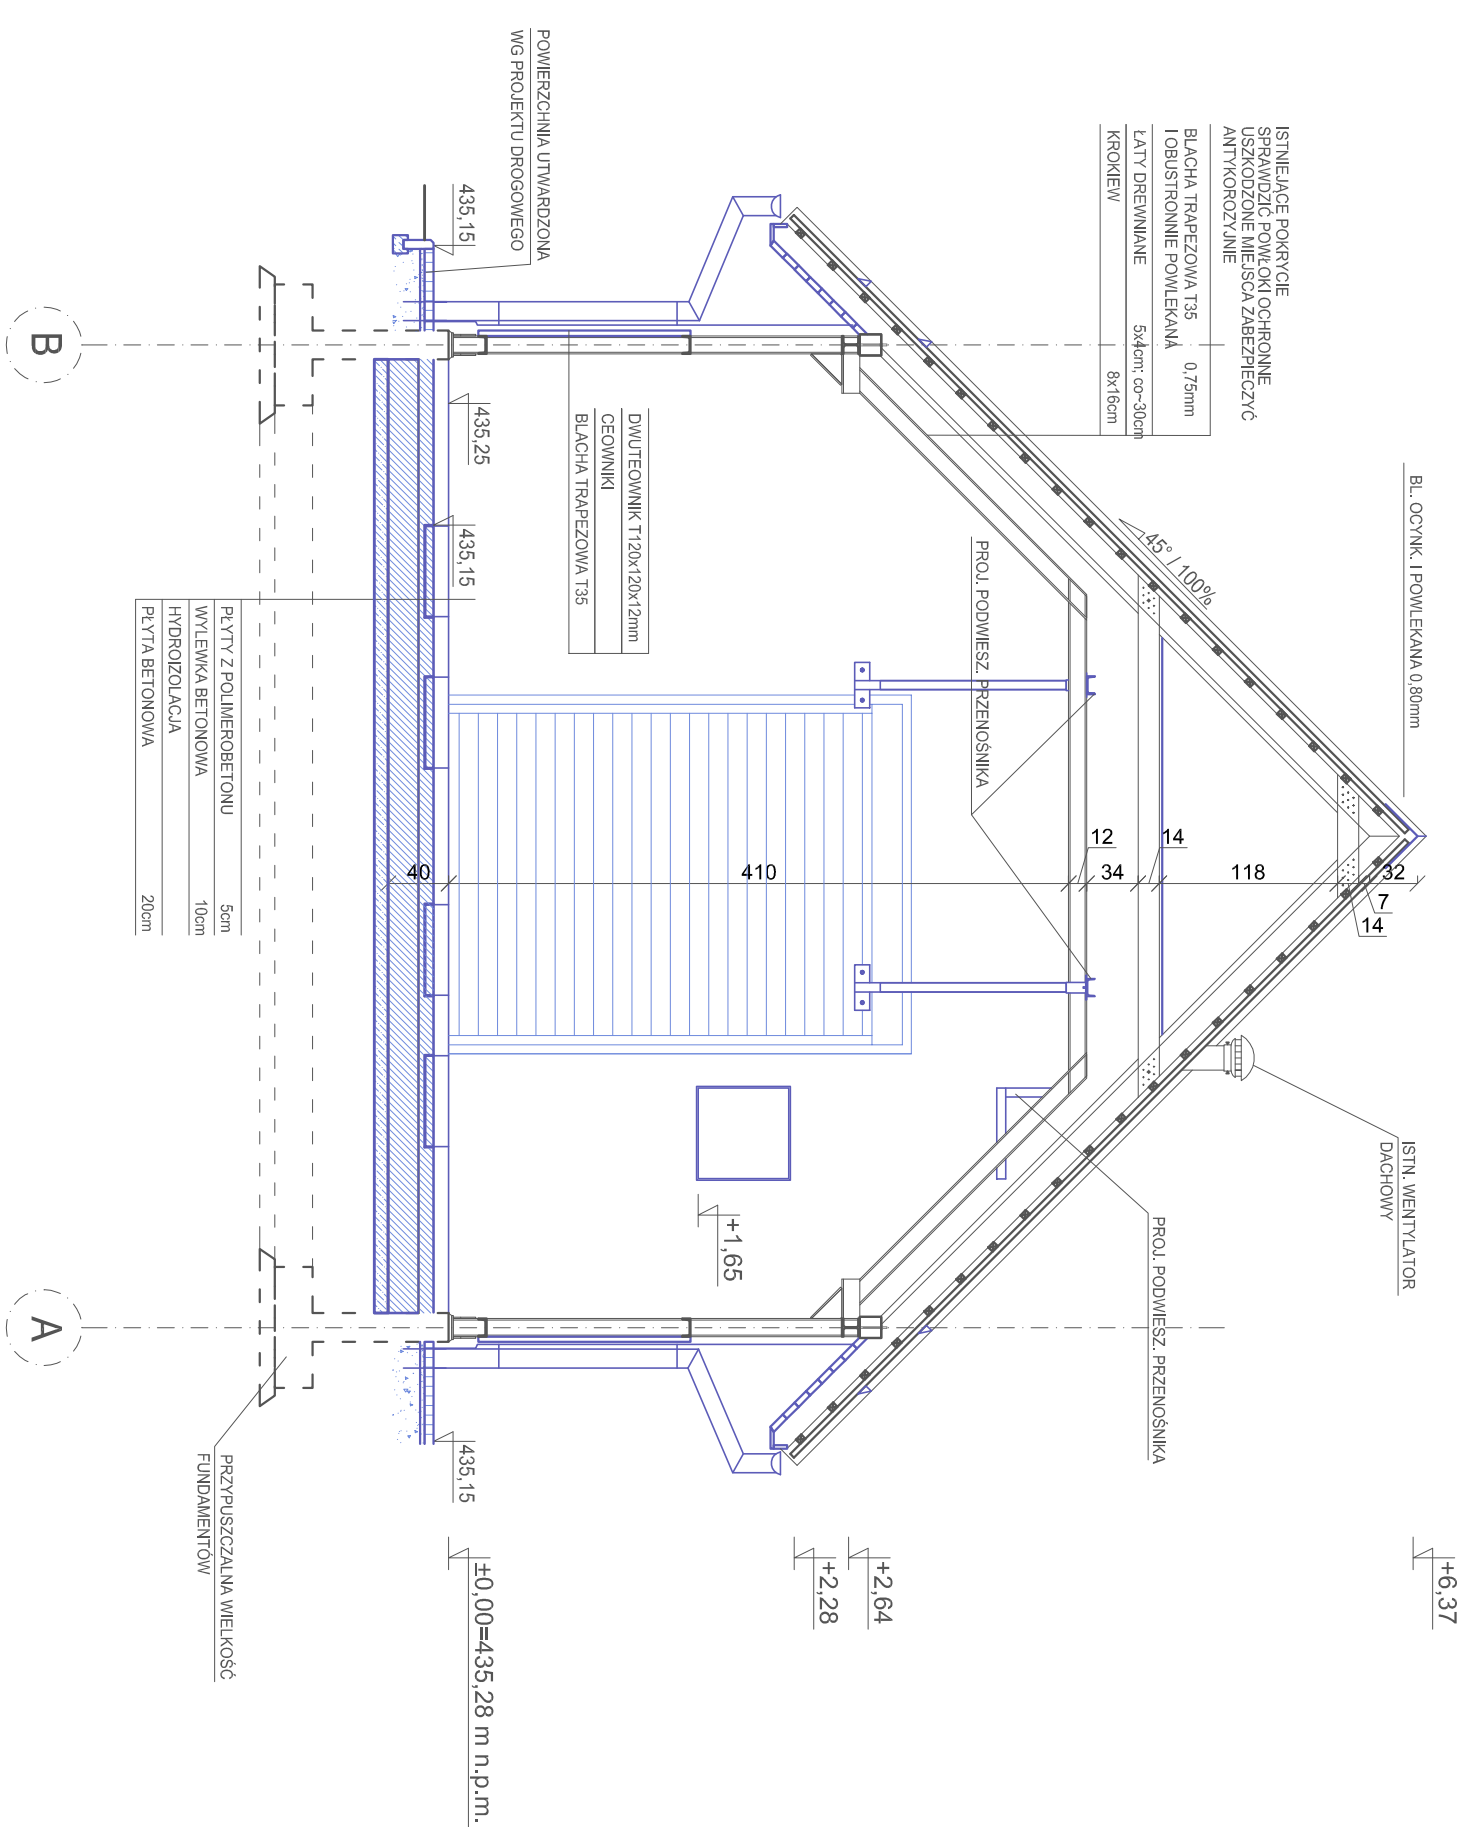 POWIERZCHNIA UTWARDZONA
WG PROJEKTU DROGOWEGO
ISTNIEJĄCE POKRYCIE
SPRAWDZIĆ POWŁOKI OCHRONNE
USZKODZONE MIEJSCA ZABEZPIECZYĆ
ANTYKOROZYJNIE
BLACHA TRAPEZOWA T35 0,75mm
I OBUSTRONNIE POWLEKANA
ŁATY DREWNIANE 5x4cm; co~30cm
KROKIEW 8x16cm
BL. OCYNK. I POWLEKANA 0,80mm
45° / 100%
435,15
435,25
435,15
DWUTEOWNIK T120x120x12mm
CEOWNIKI
BLACHA TRAPEZOWA T35
PROJ. PODWIESZ. PRZENOŚNIKA
PŁYTY Z POLIMEROBETONU 5cm
WYLEWKA BETONOWA 10cm
HYDROIZOLACJA
PŁYTA BETONOWA 20cm
40
410
12
34
14
118
14
7
32
ISTN. WENTYLATOR
DACHOWY
PROJ. PODWIESZ. PRZENOŚNIKA
+1,65
435,15
PRZYPUSZCZALNA WIELKOŚĆ
FUNDAMENTÓW
+6,37
+2,64
+2,28
±0,00=435,28 m n.p.m.
B
A